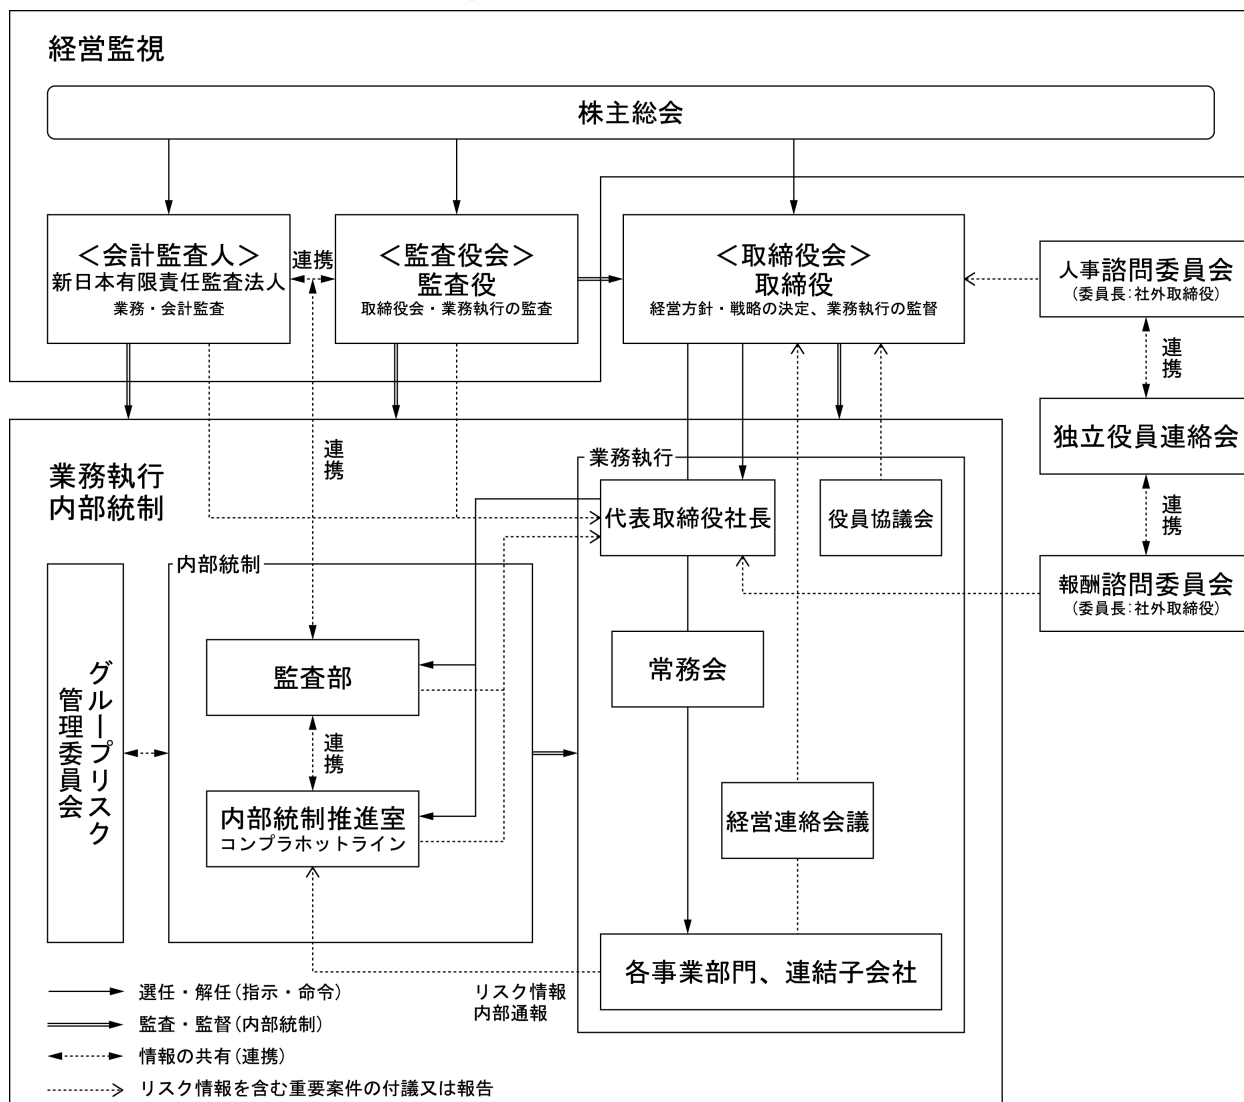 経営監視
株主総会
＜会計監査人＞
新日本有限責任監査法人
業務・会計監査
連携
＜監査役会＞
監査役
取締役会・業務執行の監査
＜取締役会＞
取締役
経営方針・戦略の決定、業務執行の監督
人事諮問委員会
(委員長:社外取締役)
連携
独立役員連絡会
連携
報酬諮問委員会
(委員長:社外取締役)
業務執行
内部統制
連携
業務執行
代表取締役社長
役員協議会
内部統制
グループリスク
管理委員会
監査部
連携
内部統制推進室
コンプラホットライン
常務会
経営連絡会議
各事業部門、連結子会社
リスク情報
内部通報
選任・解任(指示・命令)
監査・監督(内部統制)
情報の共有(連携)
リスク情報を含む重要案件の付議又は報告